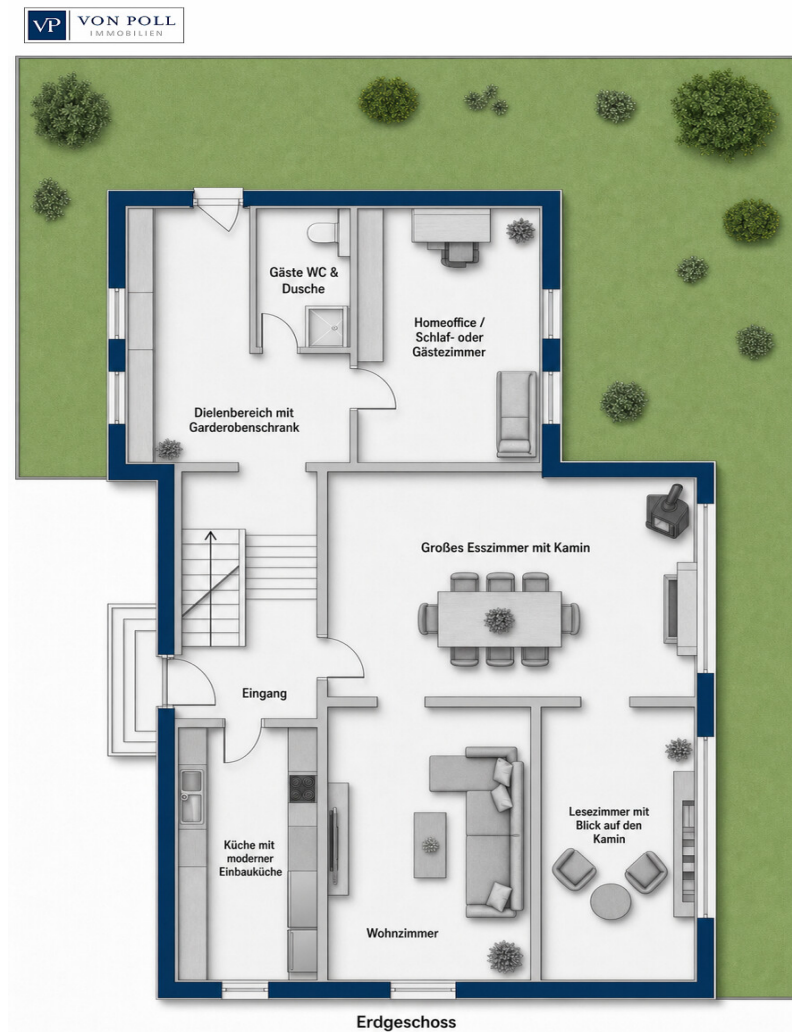 VP VON POLL
IMMOBILIEN
Gäste WC &
Dusche
Homeoffice /
Schlaf- oder
Gästezimmer
Dielenbereich mit
Garderobenschrank
Großes Esszimmer mit Kamin
Eingang
Lesezimmer mit
Blick auf den
Kamin
Küche mit
moderner
Einbauküche
Wohnzimmer
Erdgeschoss